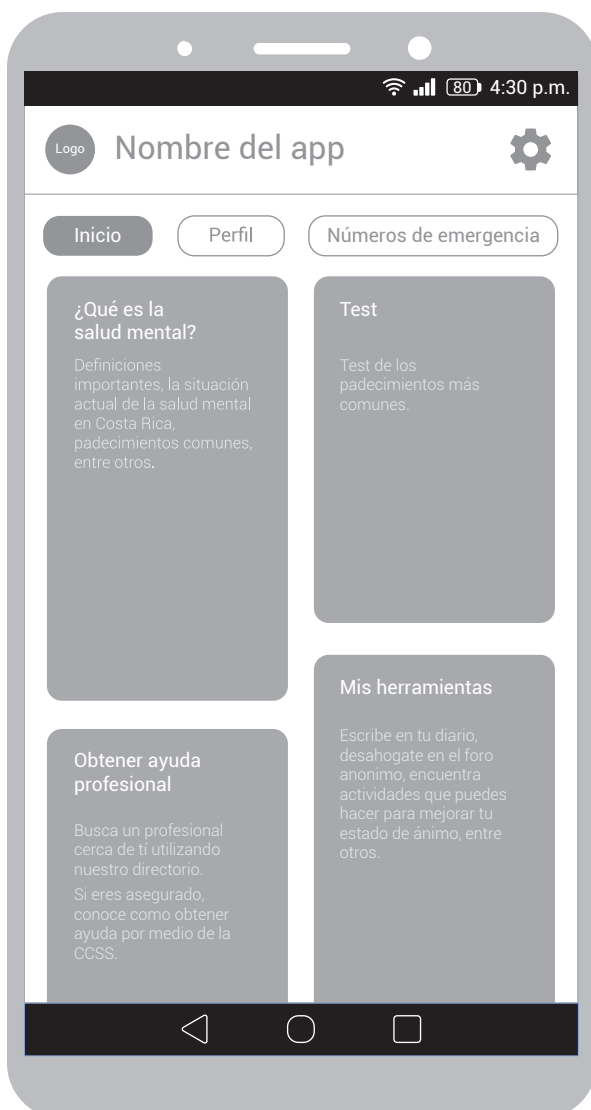 80 4:30 p.m.
Logo Nombre del app
Inicio Perfil Números de emergencia
¿Qué es la
salud mental?
Definiciones
importantes, la situación
actual de la salud mental
en Costa Rica,
padecimientos comunes,
entre otros.
Test
Test de los
padecimientos más
comunes.
Obtener ayuda
profesional
Busca un profesional
cerca de tí utilizando
nuestro directorio.
Si eres asegurado,
conoce como obtener
ayuda por medio de la
CCSS.
Mis herramientas
Escribe en tu diario,
desahogate en el foro
anonimo, encuentra
actividades que puedes
hacer para mejorar tu
estado de ánimo, entre
otros.